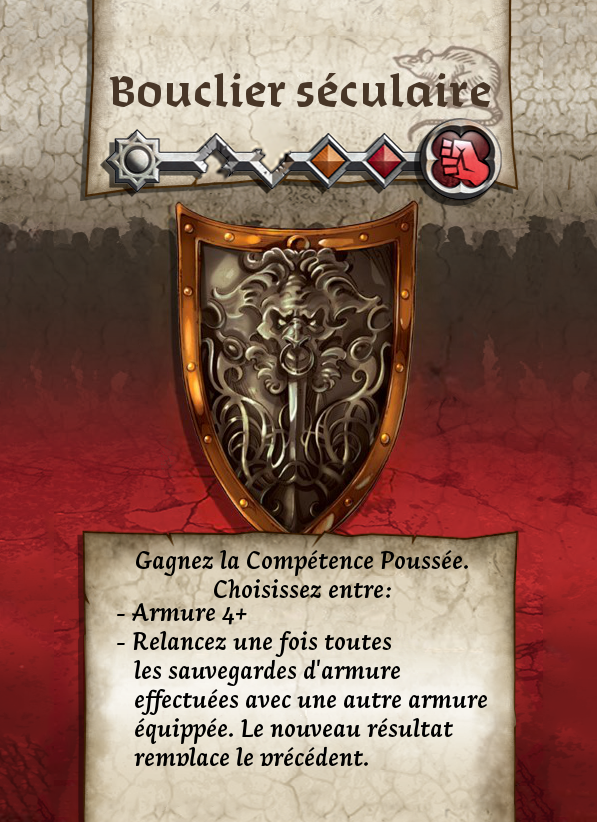 Bouclier séculaire
Gagnez la Compétence Poussée.
Choisissez entre:
- Armure 4+
- Relancez une fois toutes
les sauvegardes d'armure
effectuées avec une autre armure
équippée. Le nouveau résultat
remplace le précédent.